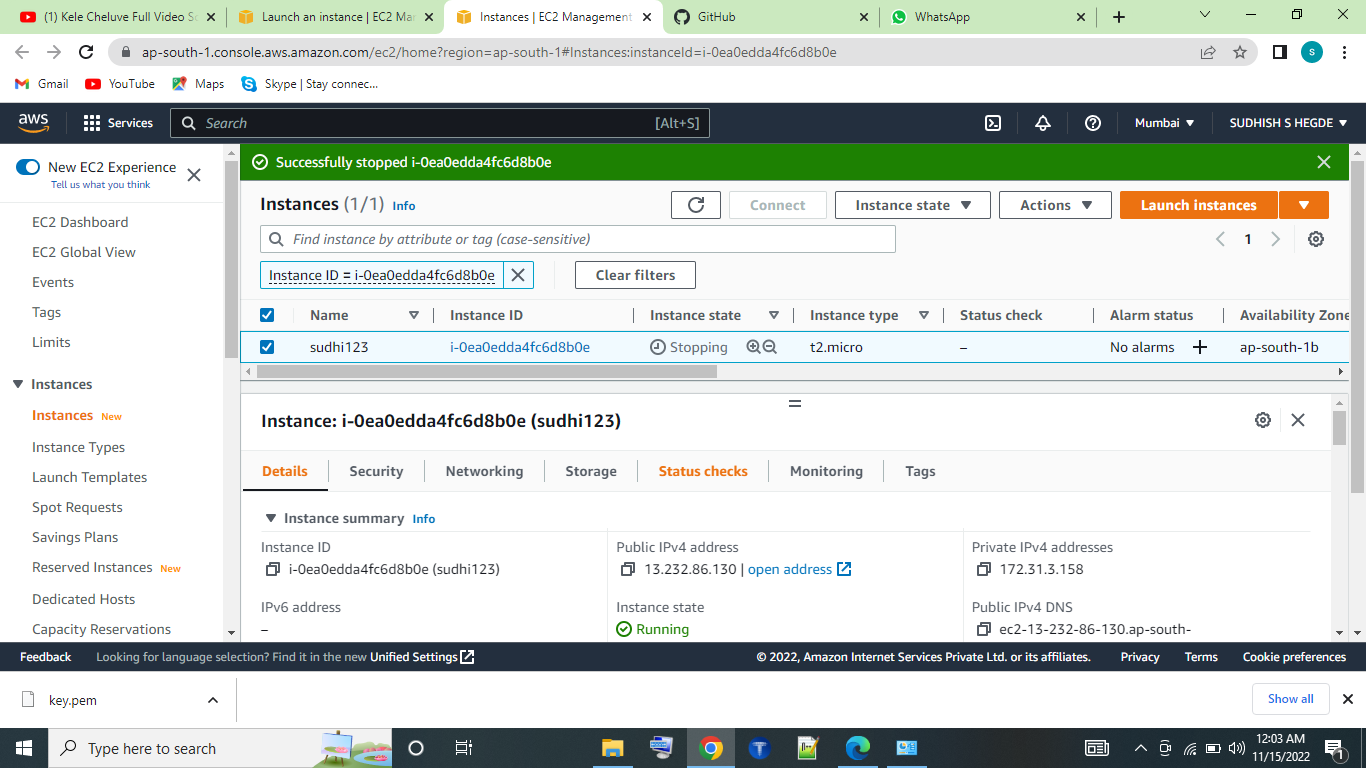 (1) Kele Cheluve Full Video So
Launch an instance | EC2 Man
Instances | EC2 Management
GitHub
WhatsApp
ap-south-1.console.aws.amazon.com/ec2/home?region=ap-south-1#Instances:instanceId=i-0ea0edda4fc6d8b0e
s
Gmail
YouTube
Maps
Skype | Stay connec...
aws
Services
Search
[Alt+S]
Mumbai
SUDHISH S HEGDE
New EC2 Experience
Tell us what you think
EC2 Dashboard
EC2 Global View
Events
Tags
Limits
Instances
Instances New
Instance Types
Launch Templates
Spot Requests
Savings Plans
Reserved Instances New
Dedicated Hosts
Capacity Reservations
Successfully stopped i-0ea0edda4fc6d8b0e
Instances (1/1) Info
Connect
Instance state
Actions
Launch instances
Find instance by attribute or tag (case-sensitive)
1
Instance ID = i-0ea0edda4fc6d8b0e
Clear filters
Name Instance ID Instance state Instance type Status check Alarm status Availability Zone
sudhi123 i-0ea0edda4fc6d8b0e Stopping t2.micro – No alarms + ap-south-1b
Instance: i-0ea0edda4fc6d8b0e (sudhi123)
Details Security Networking Storage Status checks Monitoring Tags
Instance summary Info
Instance ID
i-0ea0edda4fc6d8b0e (sudhi123)
Public IPv4 address
13.232.86.130 | open address
Private IPv4 addresses
172.31.3.158
IPv6 address
–
Instance state
Running
Public IPv4 DNS
ec2-13-232-86-130.ap-south-
Feedback
Looking for language selection? Find it in the new Unified Settings
© 2022, Amazon Internet Services Private Ltd. or its affiliates.
Privacy
Terms
Cookie preferences
key.pem
Show all
Type here to search
12:03 AM
11/15/2022
1